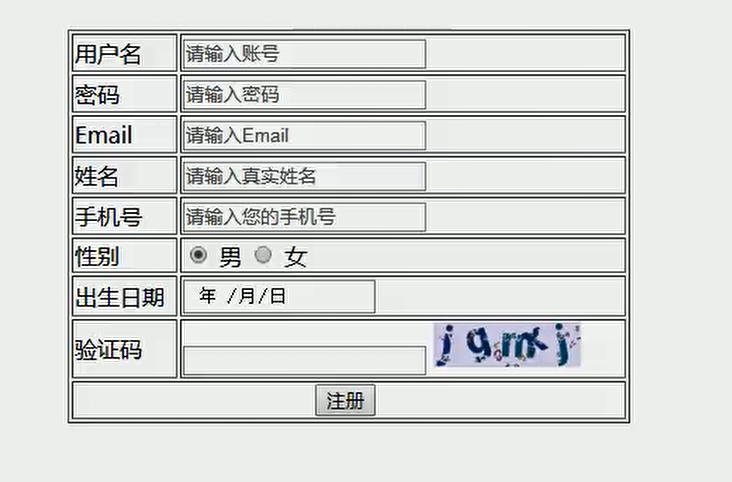 用户名 请输入账号
密码 请输入密码
Email 请输入Email
姓名 请输入真实姓名
手机号 请输入您的手机号
性别 男 女
出生日期 年 /月/日
验证码
注册